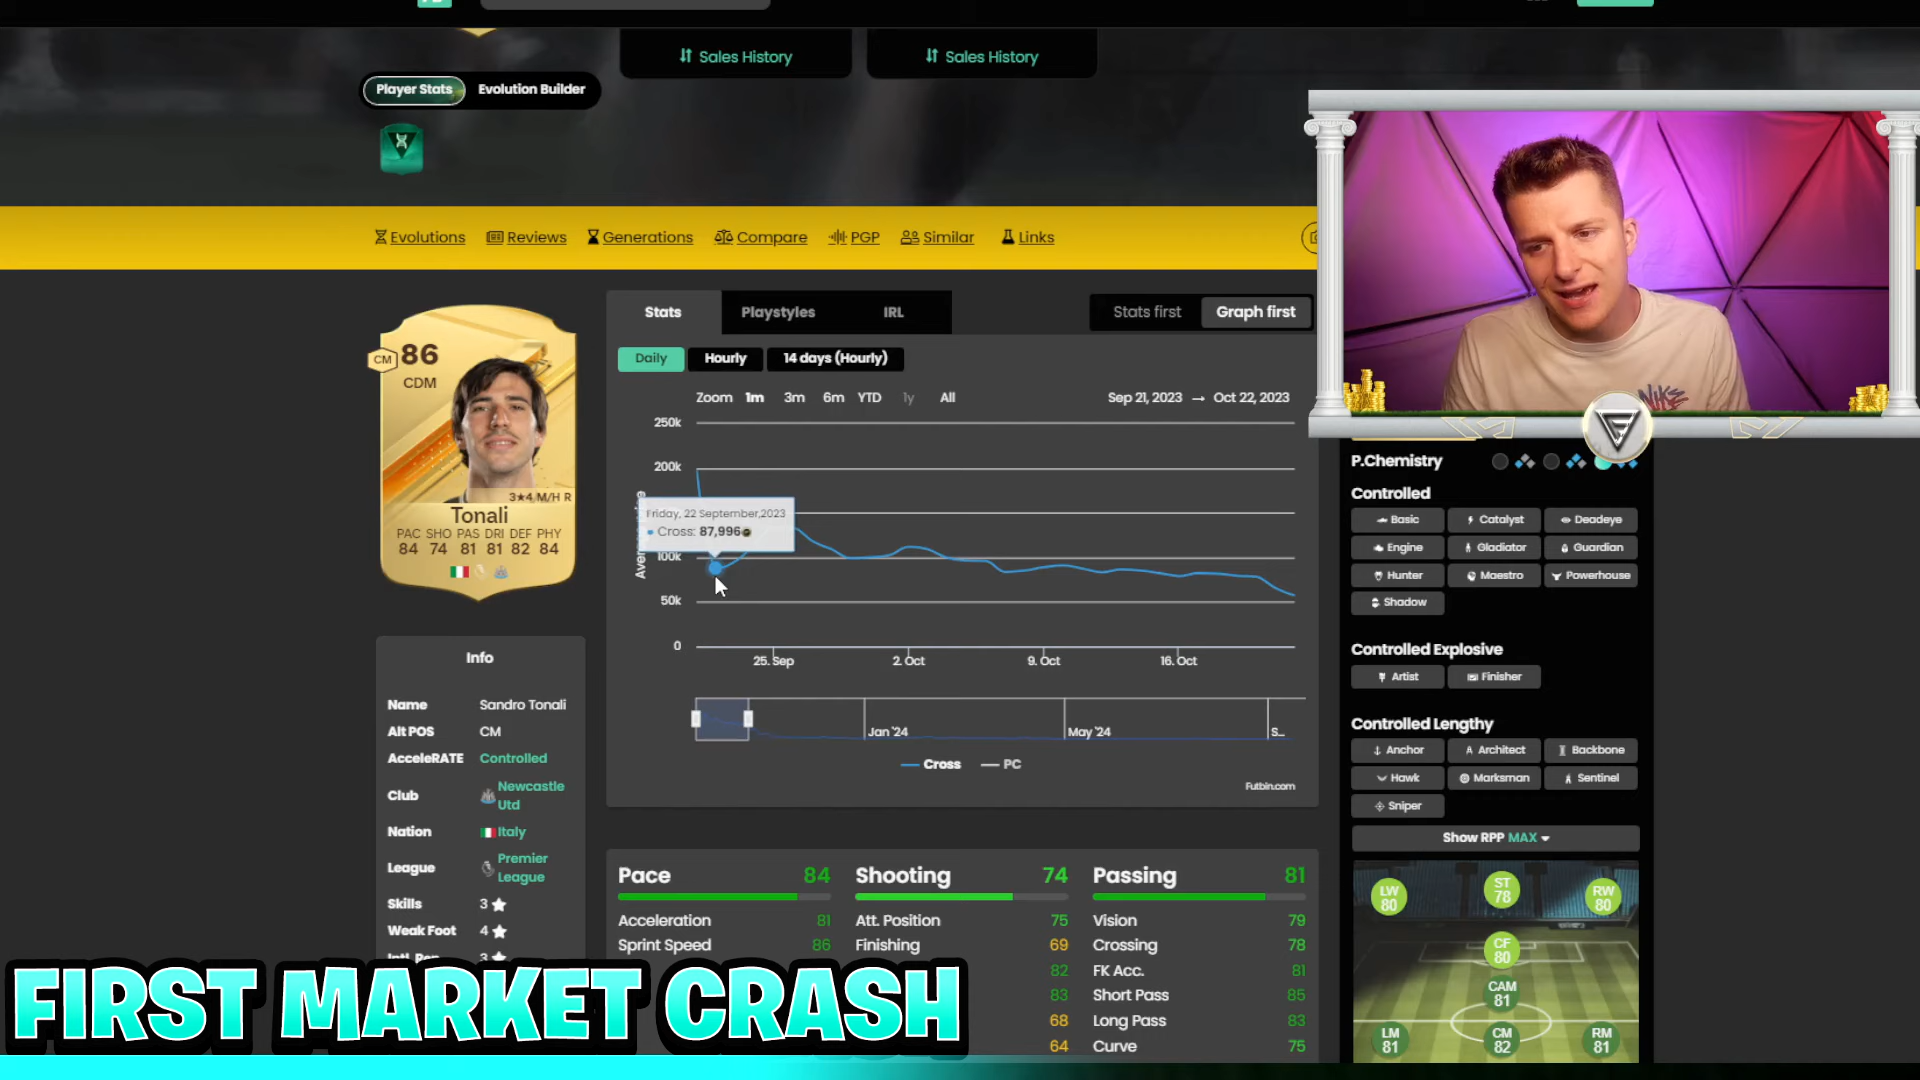 Sales History
Sales History
Player Stats
Evolution Builder
Evolutions
Reviews
Generations
Compare
PGP
Similar
Links
CM
86
CDM
3★4 M/H R
Tonali
PAC SHO PAS DRI DEF PHY
84 74 81 81 82 84
Stats
Playstyles
IRL
Stats first
Graph first
Daily
Hourly
14 days (Hourly)
Zoom 1m 3m 6m YTD 1y All
Sep 21, 2023 → Oct 22, 2023
250k
200k
Friday, 22 September,2023
Cross: 87,996
100k
50k
0
25. Sep
2. Oct
9. Oct
16. Oct
Jan '24
May '24
S...
Cross
PC
Futbin.com
NIKE
P.Chemistry
Controlled
Basic
Catalyst
Deadeye
Engine
Gladiator
Guardian
Hunter
Maestro
Powerhouse
Shadow
Controlled Explosive
Artist
Finisher
Controlled Lengthy
Anchor
Architect
Backbone
Hawk
Marksman
Sentinel
Sniper
Show RPP MAX
LW
80
ST
78
RW
80
CF
80
CAM
81
LM
81
CM
82
RM
81
Info
Name Sandro Tonali
Alt POS CM
AcceleRATE Controlled
Club Newcastle
Utd
Nation Italy
League Premier
League
Skills 3 ★
Weak Foot 4 ★
Pace 84
Acceleration 81
Sprint Speed 86
Shooting 74
Att. Position 75
Finishing 69
82
83
68
64
Passing 81
Vision 79
Crossing 78
FK Acc. 81
Short Pass 85
Long Pass 83
Curve 75
FIRST MARKET CRASH